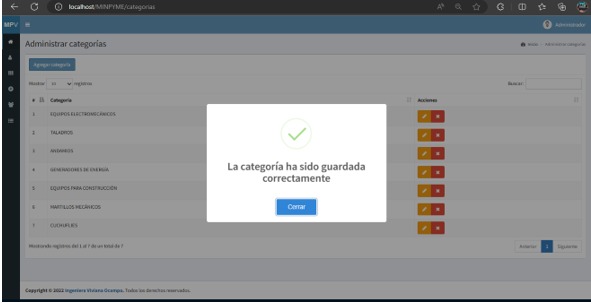 localhost/MINPYME/categorias
MPV
Administrador
Administrar categorías
Inicio > Administrar categorías
Agregar categoría
Mostrar 10 registros
Buscar:
# Categoria Acciones
1 EQUIPOS ELECTROMECÁNICOS
2 TALADROS
3 ANDAMIOS
4 GENERADORES DE ENERGÍA
5 EQUIPOS PARA CONSTRUCCIÓN
6 MARTILLOS MECÁNICOS
7
La categoría ha sido guardada
correctamente
Cerrar
Mostrando registros del 1 al 7 de un total de 7
Anterior 1 Siguiente
Copyright © 2022 Ingeniera Viviana Ocampo. Todos los derechos reservados.